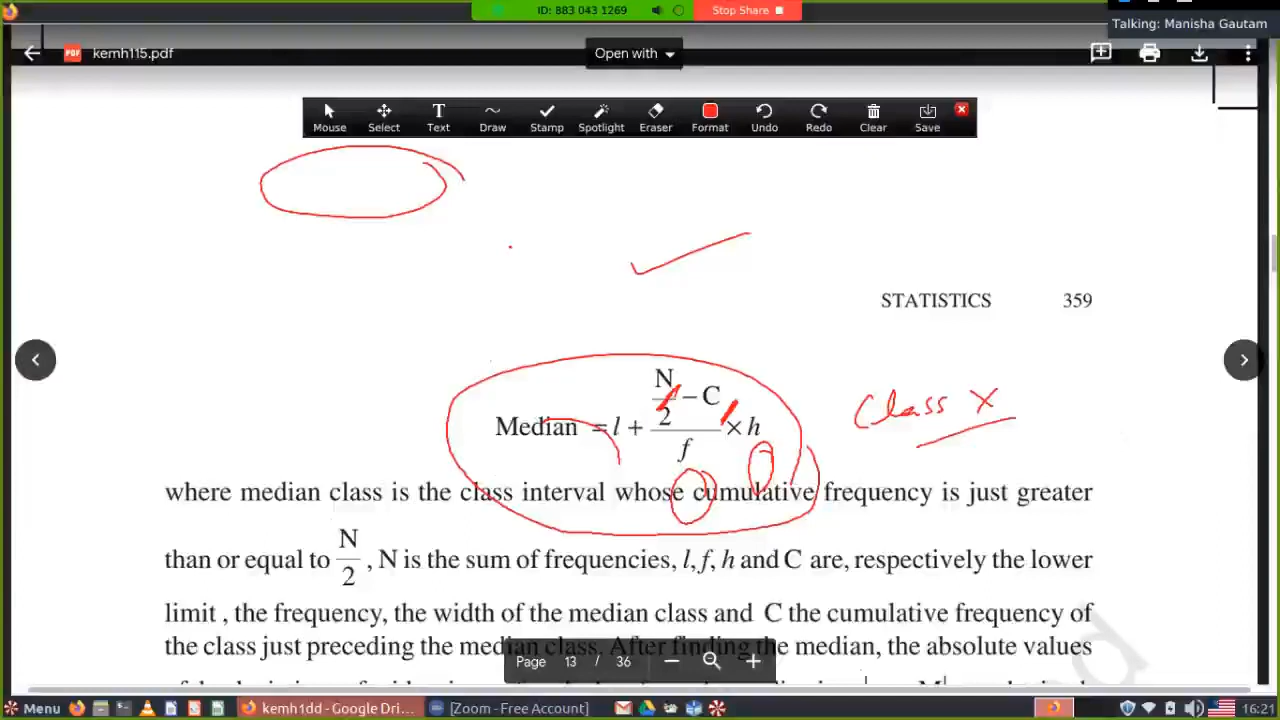 ID: 883 043 1269 Stop Share
Talking: Manisha Gautam
PDF kemh115.pdf Open with
Mouse Select Text Draw Stamp Spotlight Eraser Format Undo Redo Clear Save
STATISTICS 359
Median = l + (N/2 − C)/f × h
Class X
where median class is the class interval whose cumulative frequency is just greater
than or equal to N/2, N is the sum of frequencies, l, f, h and C are, respectively the lower
limit , the frequency, the width of the median class and C the cumulative frequency of
the class just preceding the median class. After finding the median, the absolute values
Page 13 / 36
Menu kemh1dd - Google Dri... [Zoom - Free Account] 16:21